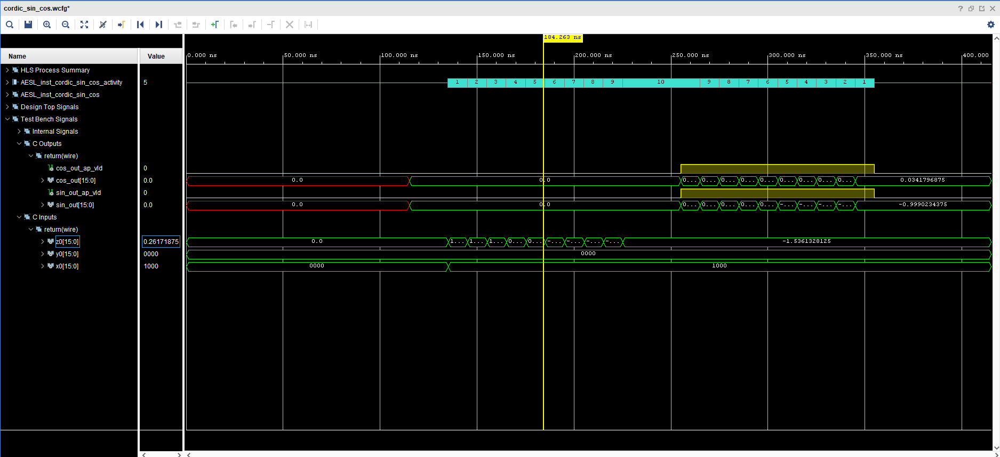 cordic_sin_cos.wcfg*
184.263 ns
Name Value 0.000 ns 50.000 ns 100.000 ns 150.000 ns 200.000 ns 250.000 ns 300.000 ns 350.000 ns 400.000
HLS Process Summary
AESL_inst_cordic_sin_cos_activity 5 1 2 3 4 5 6 7 8 9 10 9 8 7 6 5 4 3 2 1
AESL_inst_cordic_sin_cos
Design Top Signals
Test Bench Signals
Internal Signals
C Outputs
return(wire)
cos_out_ap_vld 0
cos_out[15:0] 0.0 0.0 0.0 0... 0... 0... 0... 0... 0... 0... 0... 0... 0.0341796875
sin_out_ap_vld 0
sin_out[15:0] 0.0 0.0 0.0 0... 0... 0... 0... 0... -... -... -... -... -0.9990234375
C Inputs
return(wire)
z0[15:0] 0.26171875 0.0 1... 1... 1... 0... 0... -... -... -... -... -1.5361328125
y0[15:0] 0000 0000
x0[15:0] 1000 0000 1000